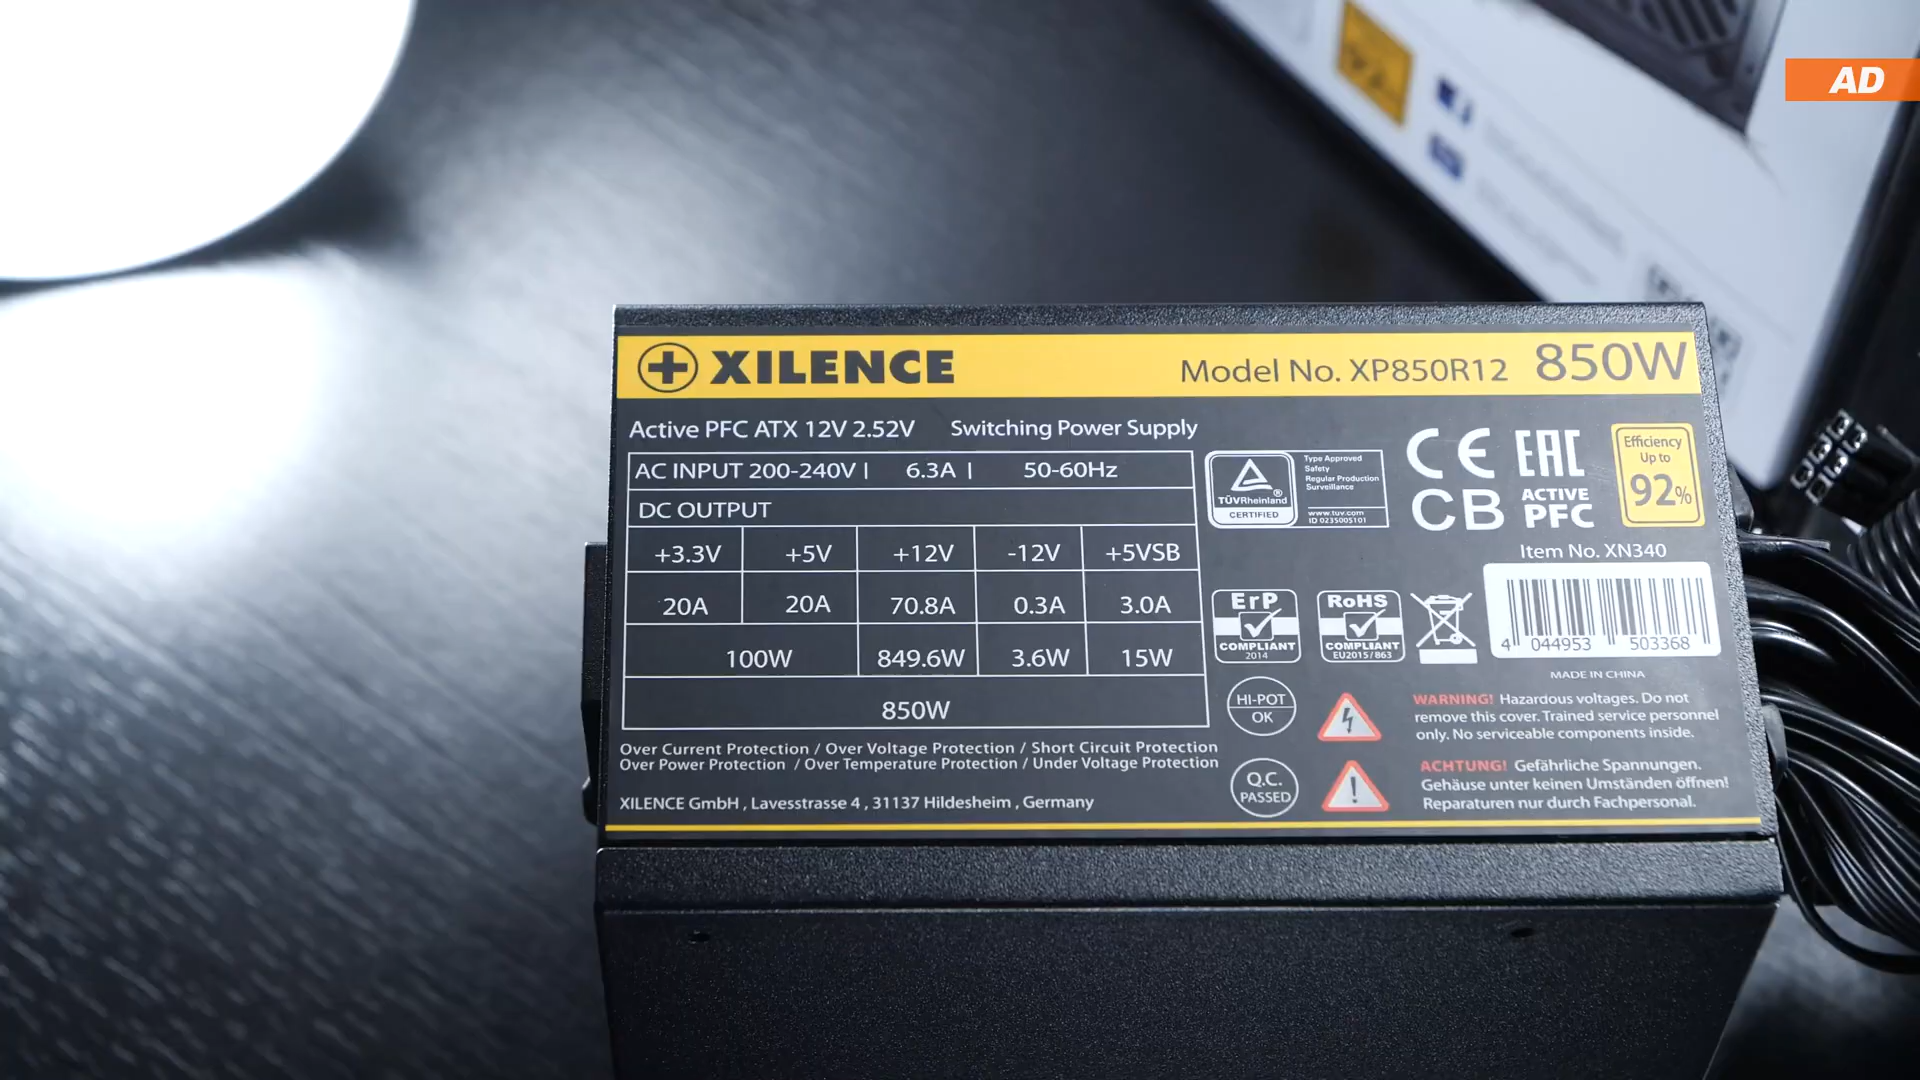 AD
XILENCE
Model No. XP850R12 850W
Active PFC ATX 12V 2.52V Switching Power Supply
AC INPUT 200-240V | 6.3A | 50-60Hz
DC OUTPUT
+3.3V +5V +12V -12V +5VSB
20A 20A 70.8A 0.3A 3.0A
100W 849.6W 3.6W 15W
850W
Over Current Protection / Over Voltage Protection / Short Circuit Protection
Over Power Protection / Over Temperature Protection / Under Voltage Protection
XILENCE GmbH , Lavesstrasse 4 , 31137 Hildesheim , Germany
TÜVRheinland ®
CERTIFIED
Type Approved
Safety
Regular Production
Surveillance
www.tuv.com
ID 0235005101
CE EAC
CB ACTIVE
PFC
Efficiency
Up to
92%
Item No. XN340
4 044953 503368
MADE IN CHINA
ErP
COMPLIANT
2014
RoHS
COMPLIANT
EU2015/863
HI-POT
OK
Q.C.
PASSED
WARNING! Hazardous voltages. Do not
remove this cover. Trained service personnel
only. No serviceable components inside.
ACHTUNG! Gefährliche Spannungen.
Gehäuse unter keinen Umständen öffnen!
Reparaturen nur durch Fachpersonal.